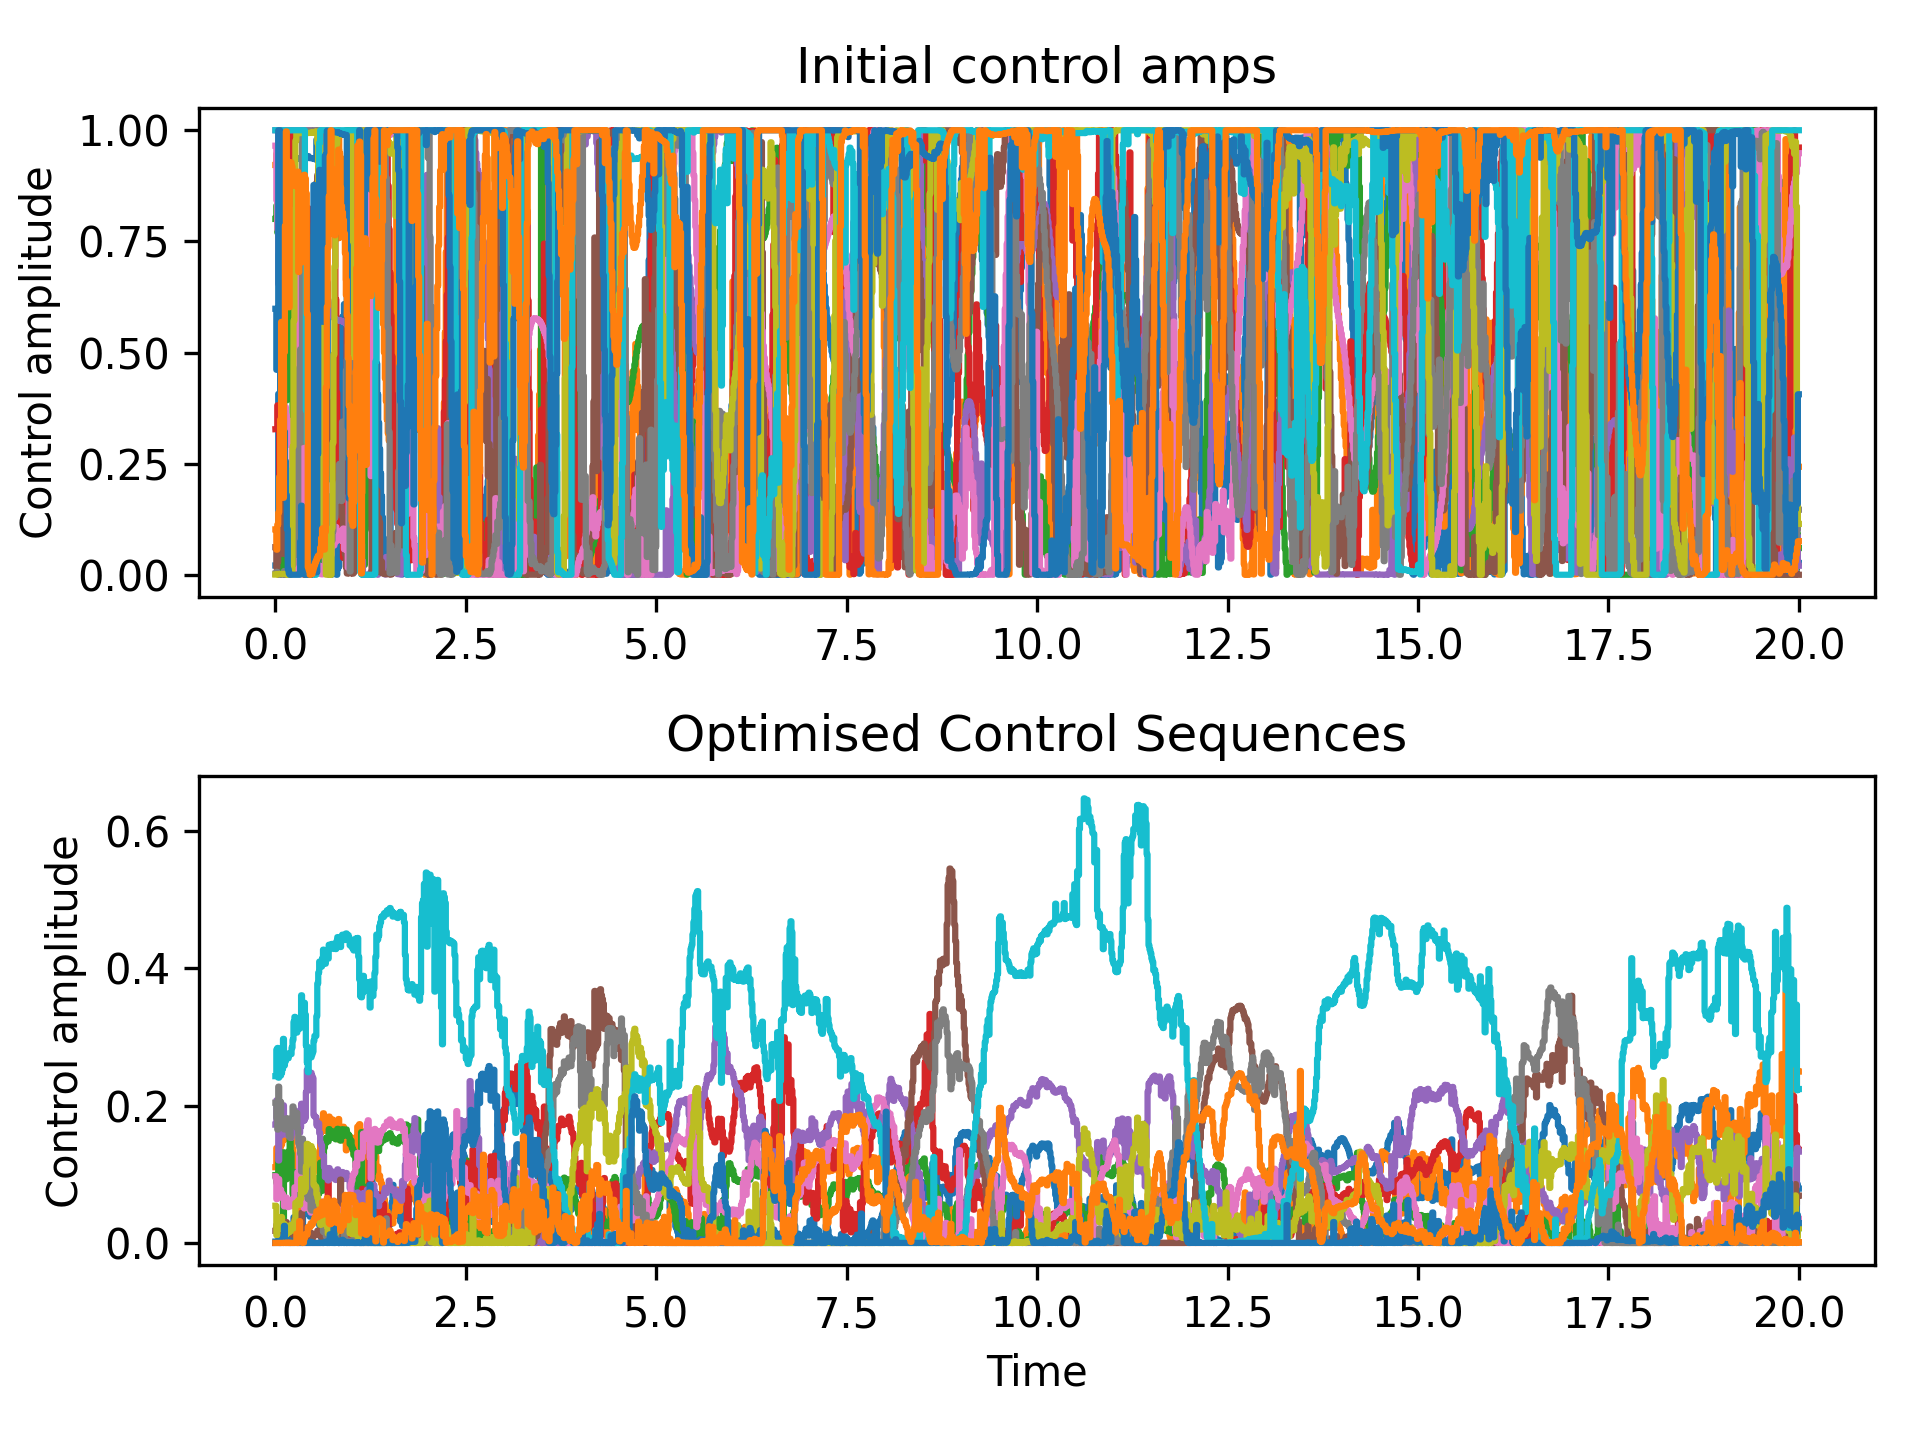 Initial control amps
Control amplitude
1.00
0.75
0.50
0.25
0.00
0.0 2.5 5.0 7.5 10.0 12.5 15.0 17.5 20.0
Optimised Control Sequences
Control amplitude
0.6
0.4
0.2
0.0
0.0 2.5 5.0 7.5 10.0 12.5 15.0 17.5 20.0
Time